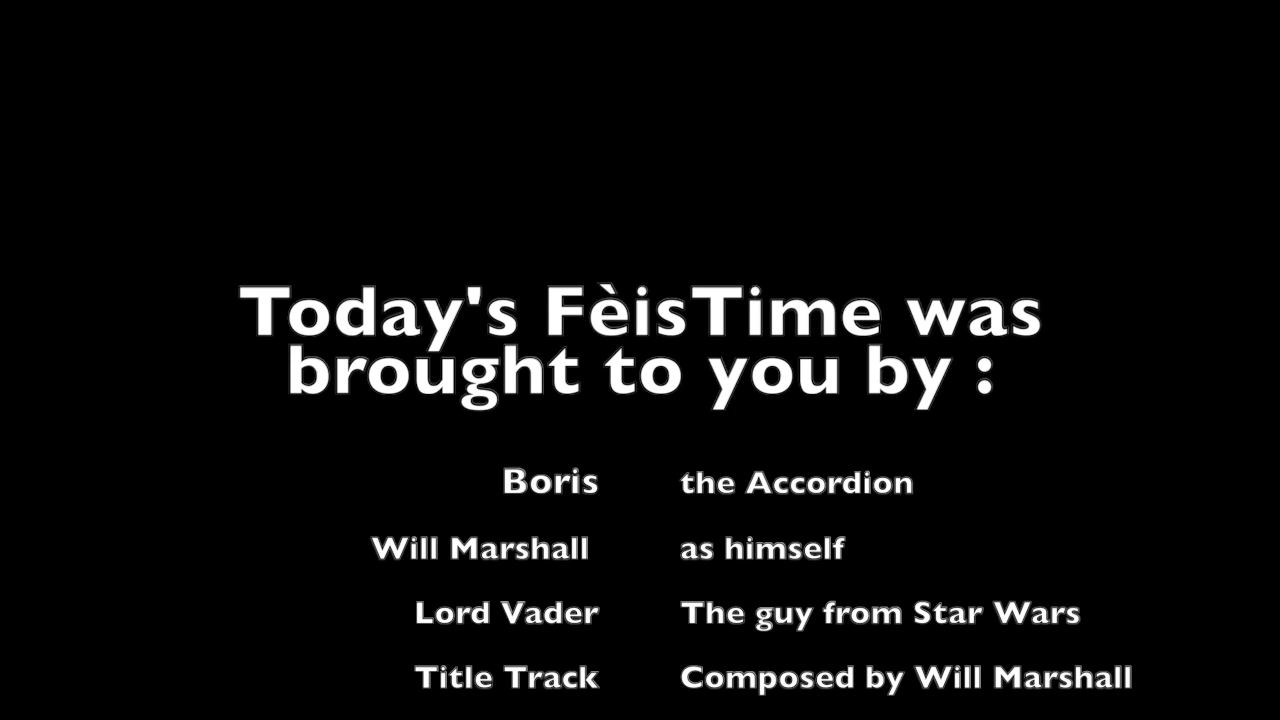 Today's FèisTime was
brought to you by :
Boris the Accordion
Will Marshall as himself
Lord Vader The guy from Star Wars
Title Track Composed by Will Marshall